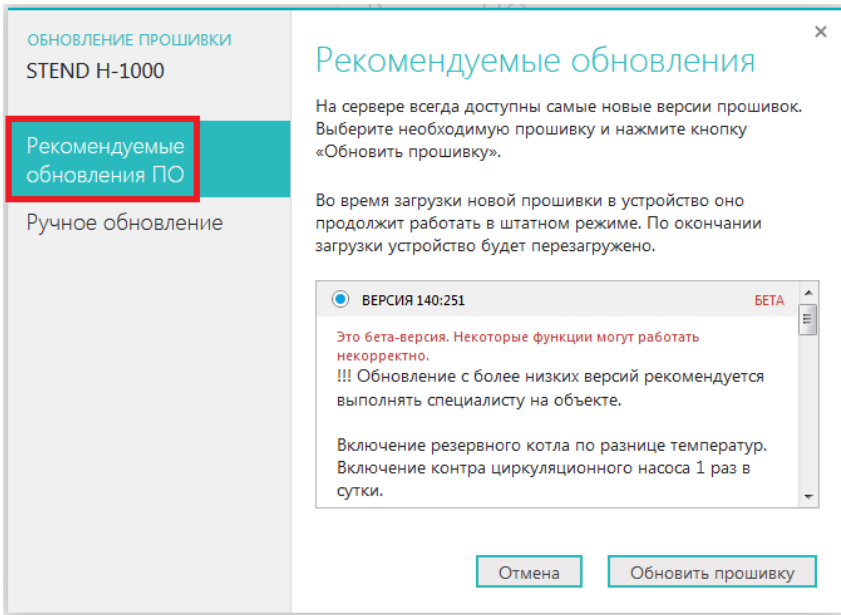 ОБНОВЛЕНИЕ ПРОШИВКИ
STEND H-1000
Рекомендуемые
обновления ПО
Ручное обновление
×
Рекомендуемые обновления
На сервере всегда доступны самые новые версии прошивок.
Выберите необходимую прошивку и нажмите кнопку
«Обновить прошивку».
Во время загрузки новой прошивки в устройство оно
продолжит работать в штатном режиме. По окончании
загрузки устройство будет перезагружено.
ВЕРСИЯ 140:251 БЕТА
Это бета-версия. Некоторые функции могут работать
некорректно.
!!! Обновление с более низких версий рекомендуется
выполнять специалисту на объекте.
Включение резервного котла по разнице температур.
Включение контра циркуляционного насоса 1 раз в
сутки.
Отмена Обновить прошивку